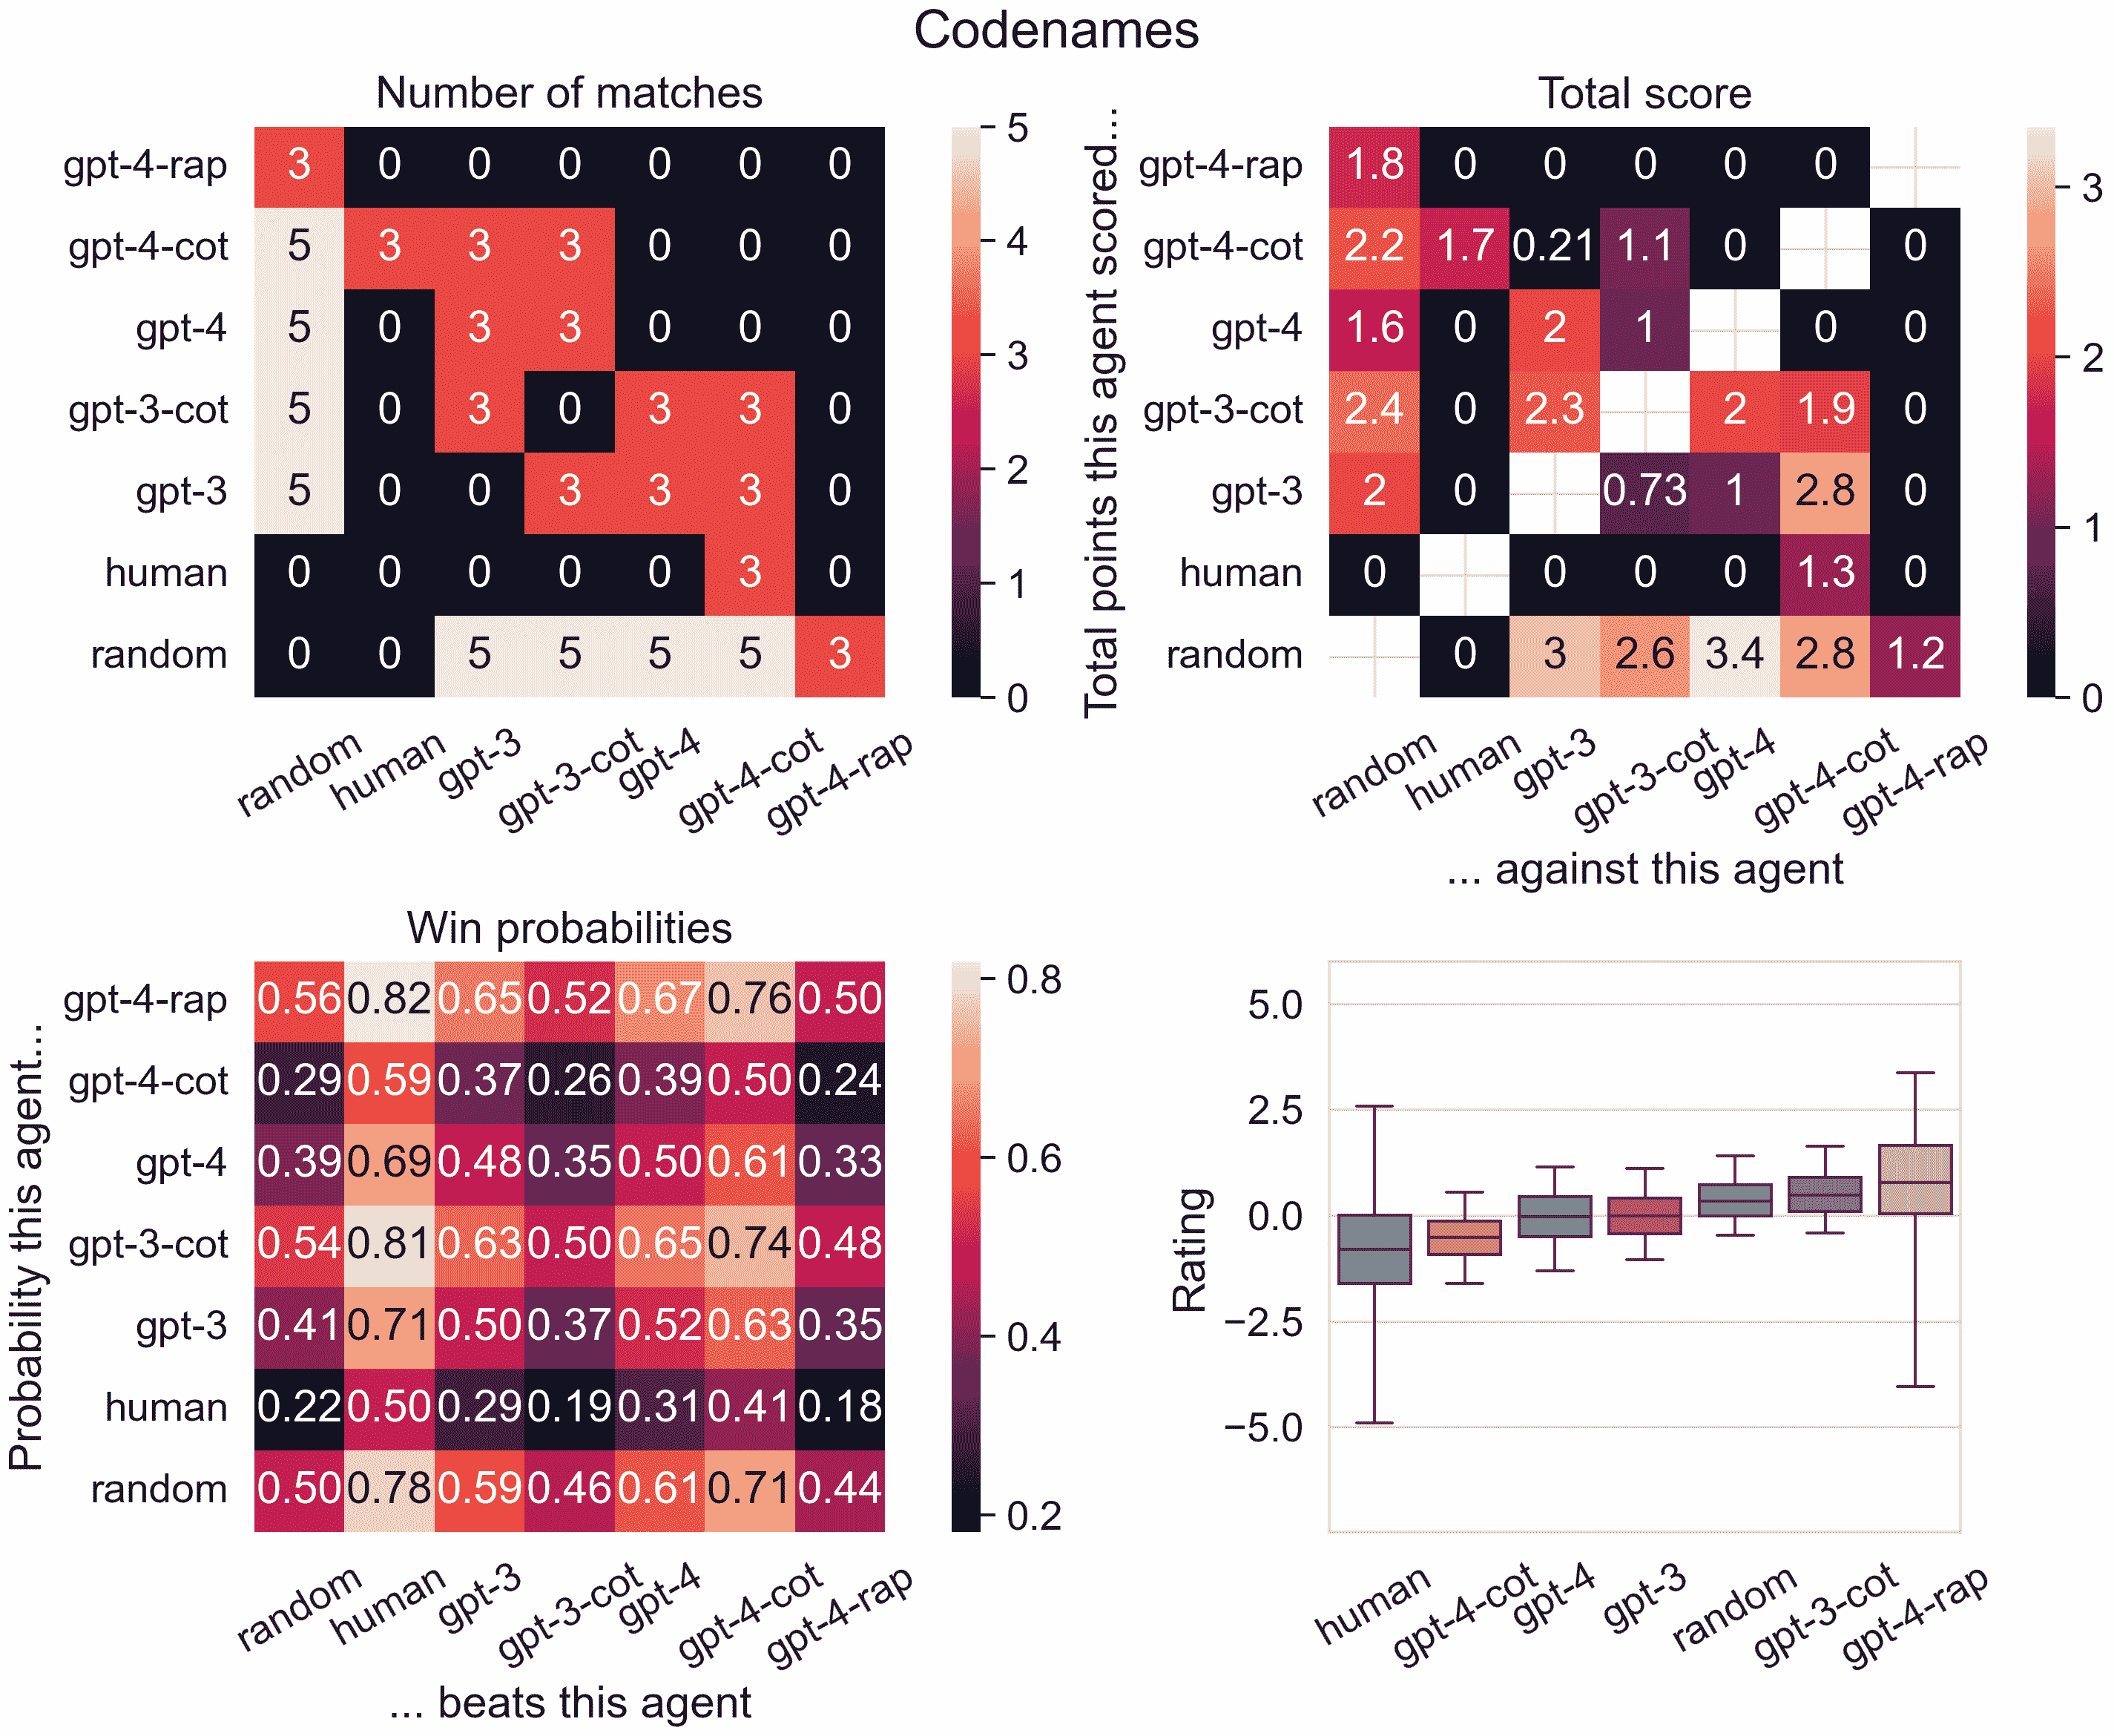 Codenames
Number of matches
gpt-4-rap 3 0 0 0 0 0 0
gpt-4-cot 5 3 3 3 0 0 0
gpt-4 5 0 3 3 0 0 0
gpt-3-cot 5 0 3 0 3 3 0
gpt-3 5 0 0 3 3 3 0
human 0 0 0 0 0 3 0
random 0 0 5 5 5 5 3
random human gpt-3 gpt-3-cot gpt-4 gpt-4-cot gpt-4-rap
5
4
3
2
1
0
Total score
Total points this agent scored...
gpt-4-rap 1.8 0 0 0 0 0
gpt-4-cot 2.2 1.7 0.21 1.1 0 0
gpt-4 1.6 0 2 1 0 0
gpt-3-cot 2.4 0 2.3 2 1.9 0
gpt-3 2 0 0.73 1 2.8 0
human 0 0 0 0 1.3 0
random 0 3 2.6 3.4 2.8 1.2
random human gpt-3 gpt-3-cot gpt-4 gpt-4-cot gpt-4-rap
... against this agent
3
2
1
0
Win probabilities
Probability this agent...
gpt-4-rap 0.56 0.82 0.65 0.52 0.67 0.76 0.50
gpt-4-cot 0.29 0.59 0.37 0.26 0.39 0.50 0.24
gpt-4 0.39 0.69 0.48 0.35 0.50 0.61 0.33
gpt-3-cot 0.54 0.81 0.63 0.50 0.65 0.74 0.48
gpt-3 0.41 0.71 0.50 0.37 0.52 0.63 0.35
human 0.22 0.50 0.29 0.19 0.31 0.41 0.18
random 0.50 0.78 0.59 0.46 0.61 0.71 0.44
random human gpt-3 gpt-3-cot gpt-4 gpt-4-cot gpt-4-rap
... beats this agent
0.8
0.6
0.4
0.2
Rating
5.0
2.5
0.0
−2.5
−5.0
human gpt-4-cot gpt-4 gpt-3 random gpt-3-cot gpt-4-rap